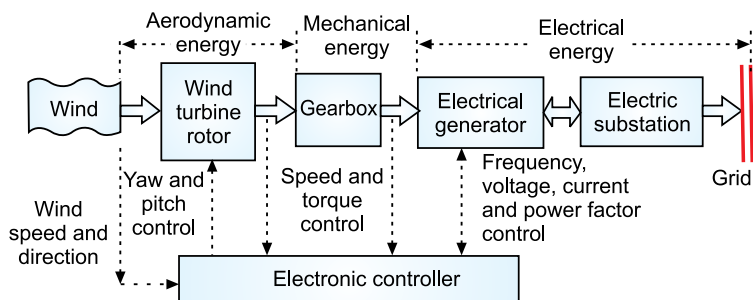 Aerodynamic
energy
Mechanical
energy
Electrical
energy
Wind
Wind
turbine
rotor
Gearbox
Electrical
generator
Electric
substation
Grid
Wind
speed and
direction
Yaw and
pitch control
Speed and
torque
control
Frequency,
voltage, current
and power factor
control
Electronic controller